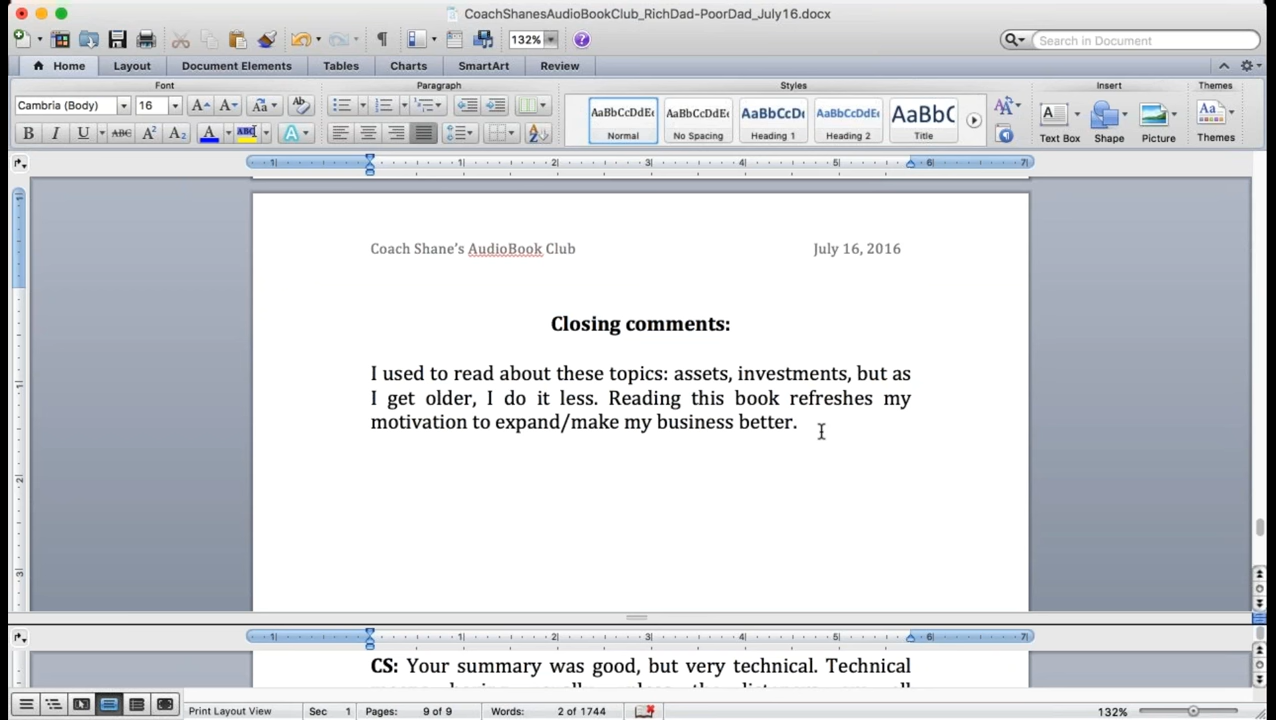 CoachShanesAudioBookClub_RichDad-PoorDad_July16.docx
132%
Search in Document
Home Layout Document Elements Tables Charts SmartArt Review
Font Paragraph Styles Insert Themes
Cambria (Body) 16
AaBbCcDdEe AaBbCcDdEe AaBbCcDdE AaBbCcDdEe AaBbC
Normal No Spacing Heading 1 Heading 2 Title
Text Box Shape Picture Themes
Coach Shane’s AudioBook Club July 16, 2016
Closing comments:
I used to read about these topics: assets, investments, but as
I get older, I do it less. Reading this book refreshes my
motivation to expand/make my business better.
CS: Your summary was good, but very technical. Technical
Print Layout View Sec 1 Pages: 9 of 9 Words: 2 of 1744 132%